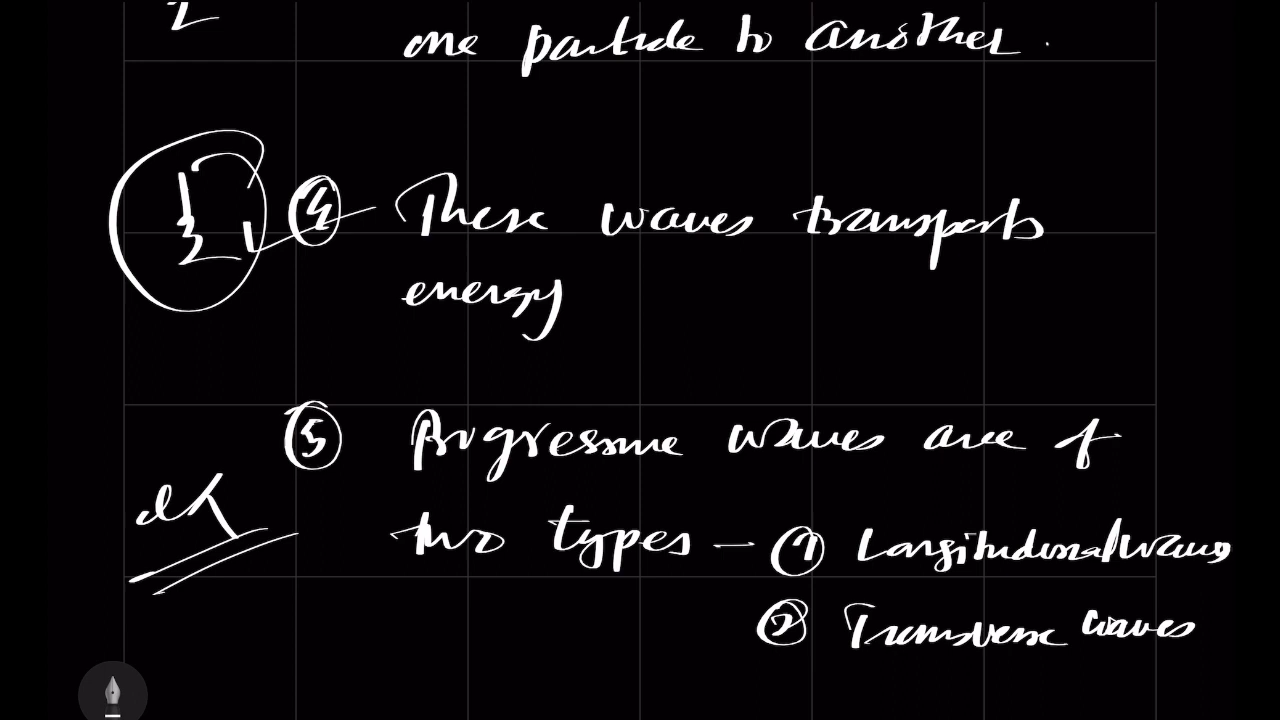 one particle to another.
④ These waves transports
energy
⑤ Progressive waves are of
two types - ① Longitudinal waves
② Transverse waves